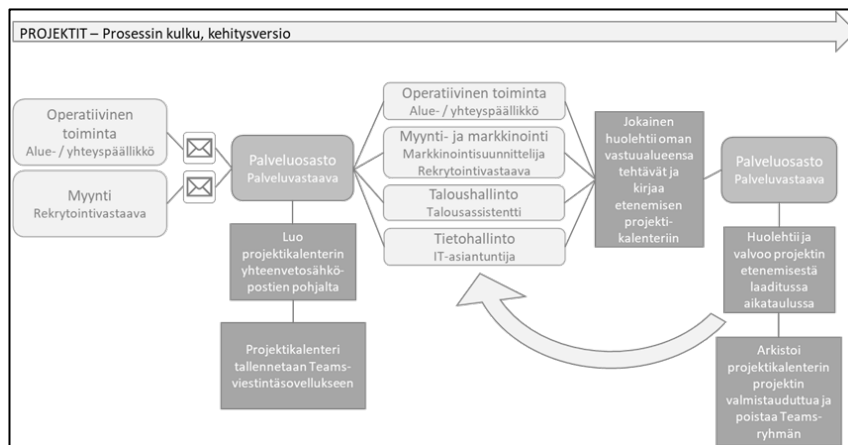 PROJEKTIT – Prosessin kulku, kehitysversio
Operatiivinen
toiminta
Alue- / yhteyspäällikkö
Myynti
Rekrytointivastaava
Palveluosasto
Palveluvastaava
Luo
projektikalenterin
yhteenvetosähkö-
postien pohjalta
Projektikalenteri
tallennetaan Teams-
viestintäsovellukseen
Operatiivinen toiminta
Alue- / yhteyspäällikkö
Myynti- ja markkinointi
Markkinointisuunnittelija
Rekrytointivastaava
Taloushallinto
Talousassistentti
Tietohallinto
IT-asiantuntija
Jokainen
huolehtii oman
vastuualueensa
tehtävät ja
kirjaa
etenemisen
projekti-
kalenteriin
Palveluosasto
Palveluvastaava
Huolehtii ja
valvoo projektin
etenemisestä
laaditussa
aikataulussa
Arkistoi
projektikalenterin
projektin
valmistauduttua ja
poistaa Teams-
ryhmän